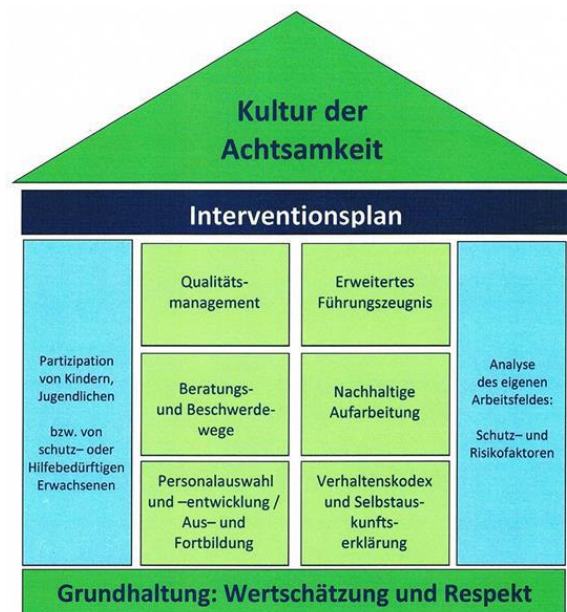 Kultur der
Achtsamkeit
Interventionsplan
Partizipation
von Kindern,
Jugendlichen
bzw. von
schutz– oder
Hilfebedürftigen
Erwachsenen
Qualitäts-
management
Erweitertes
Führungszeugnis
Beratungs-
und Beschwerde-
wege
Nachhaltige
Aufarbeitung
Personalauswahl
und –entwicklung /
Aus– und
Fortbildung
Verhaltenskodex
und Selbstaus-
kunfts-
erklärung
Analyse
des eigenen
Arbeitsfeldes:
Schutz– und
Risikofaktoren
Grundhaltung: Wertschätzung und Respekt